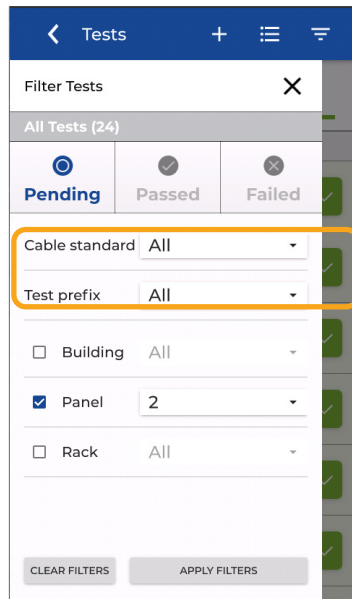 Tests
Filter Tests
All Tests (24)
Pending Passed Failed
Cable standard All
Test prefix All
Building All
Panel 2
Rack All
CLEAR FILTERS APPLY FILTERS